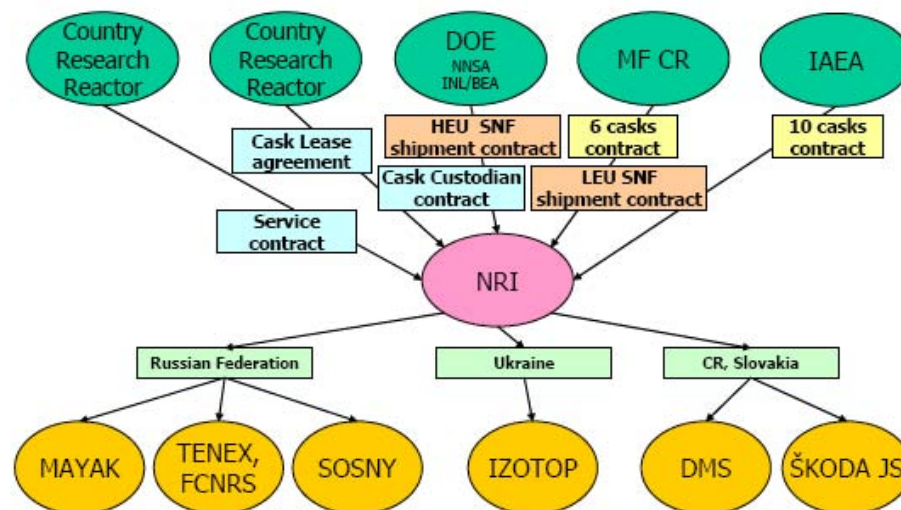 Country
Research
Reactor
Country
Research
Reactor
DOE
NNSA
INL/BEA
MF CR
IAEA
Cask Lease
agreement
HEU SNF
shipment contract
6 casks
contract
10 casks
contract
Cask Custodian
contract
LEU SNF
shipment contract
Service
contract
NRI
Russian Federation
Ukraine
CR, Slovakia
MAYAK
TENEX,
FCNRS
SOSNY
IZOTOP
DMS
ŠKODA JS